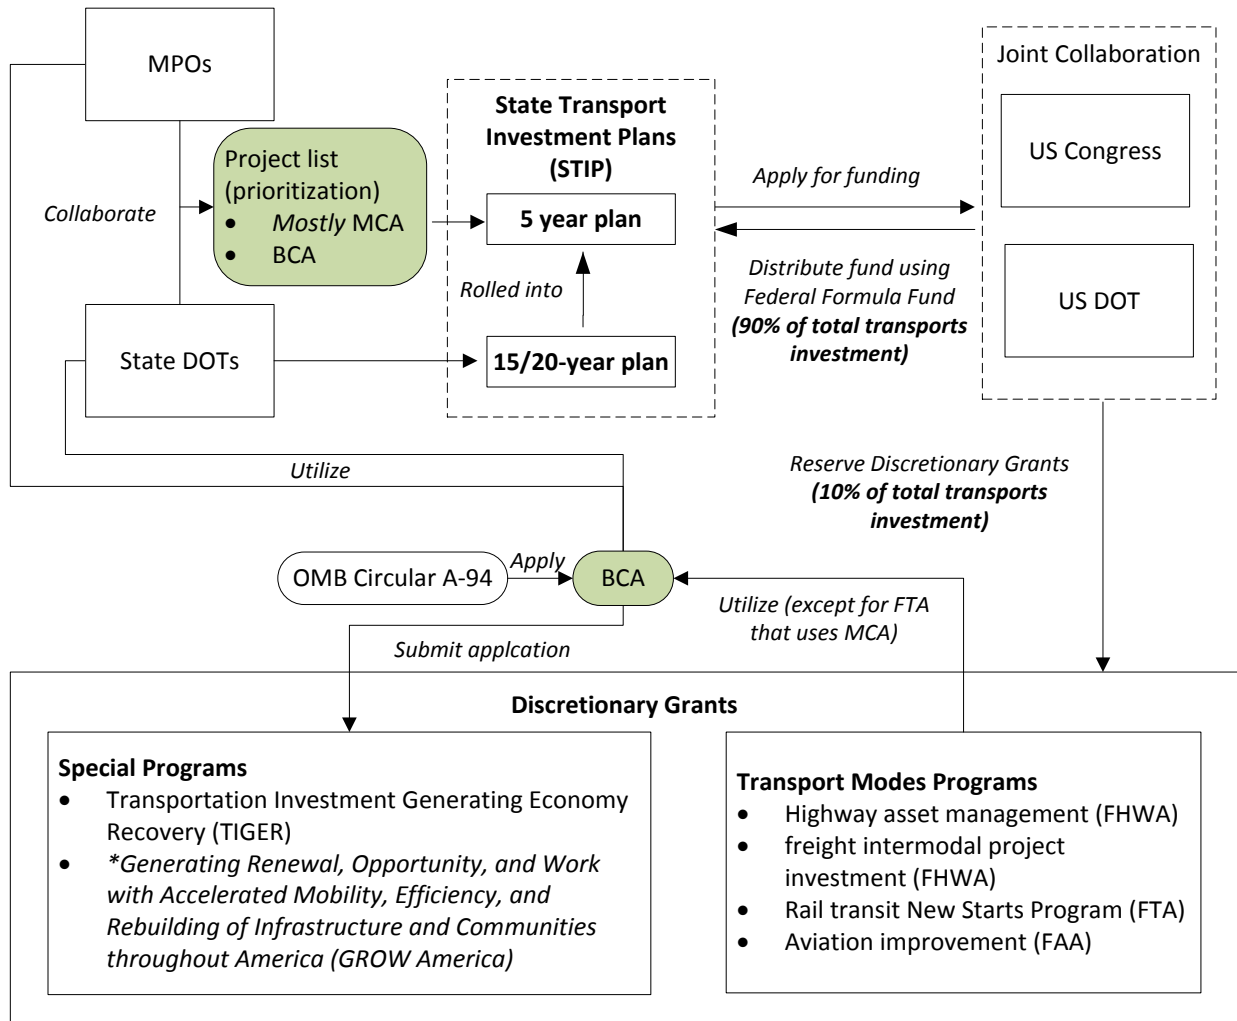 MPOs
Collaborate
State DOTs
Project list
(prioritization)
• Mostly MCA
• BCA
State Transport
Investment Plans
(STIP)
5 year plan
Rolled into
15/20-year plan
Apply for funding
Distribute fund using
Federal Formula Fund
(90% of total transports
investment)
Joint Collaboration
US Congress
US DOT
Utilize
Reserve Discretionary Grants
(10% of total transports
investment)
OMB Circular A-94
Apply
BCA
Utilize (except for FTA
that uses MCA)
Submit applcation
Discretionary Grants
Special Programs
• Transportation Investment Generating Economy
Recovery (TIGER)
• *Generating Renewal, Opportunity, and Work
with Accelerated Mobility, Efficiency, and
Rebuilding of Infrastructure and Communities
throughout America (GROW America)
Transport Modes Programs
• Highway asset management (FHWA)
• freight intermodal project
investment (FHWA)
• Rail transit New Starts Program (FTA)
• Aviation improvement (FAA)